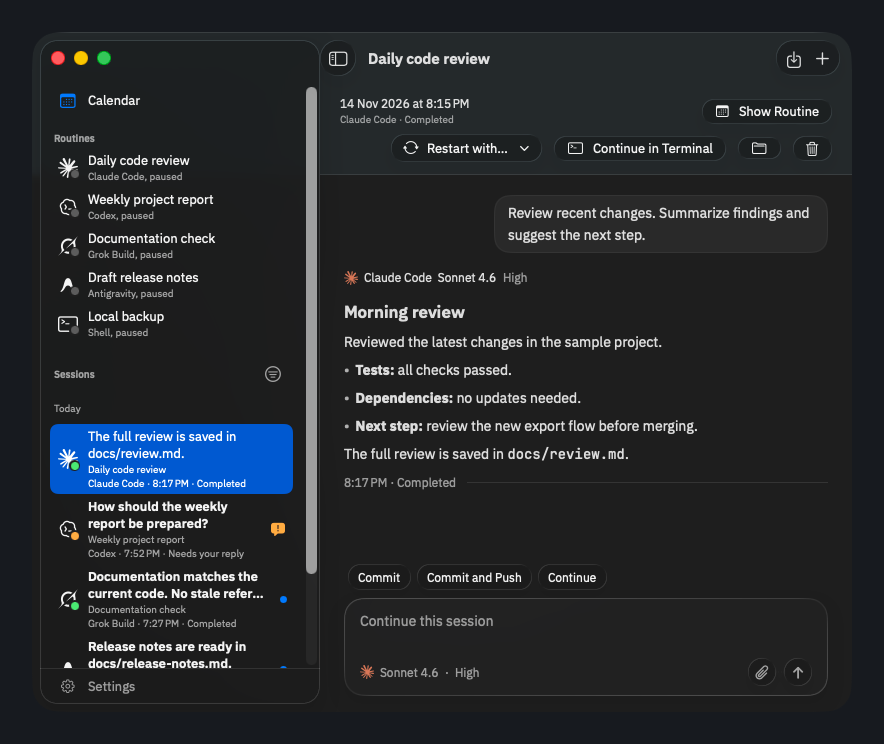 Calendar
Routines
Daily code review
Claude Code, paused
Weekly project report
Codex, paused
Documentation check
Grok Build, paused
Draft release notes
Antigravity, paused
Local backup
Shell, paused
Sessions
Today
The full review is saved in
docs/review.md.
Daily code review
Claude Code · 8:17 PM · Completed
How should the weekly
report be prepared?
Weekly project report
Codex · 7:52 PM · Needs your reply
Documentation matches the
current code. No stale refer...
Documentation check
Grok Build · 7:27 PM · Completed
Release notes are ready in
docs/release-notes.md.
Settings
Daily code review
14 Nov 2026 at 8:15 PM
Claude Code · Completed
Show Routine
Restart with...
Continue in Terminal
Review recent changes. Summarize findings and
suggest the next step.
Claude Code Sonnet 4.6 High
Morning review
Reviewed the latest changes in the sample project.
• Tests: all checks passed.
• Dependencies: no updates needed.
• Next step: review the new export flow before merging.
The full review is saved in docs/review.md.
8:17 PM · Completed
Commit
Commit and Push
Continue
Continue this session
Sonnet 4.6 · High